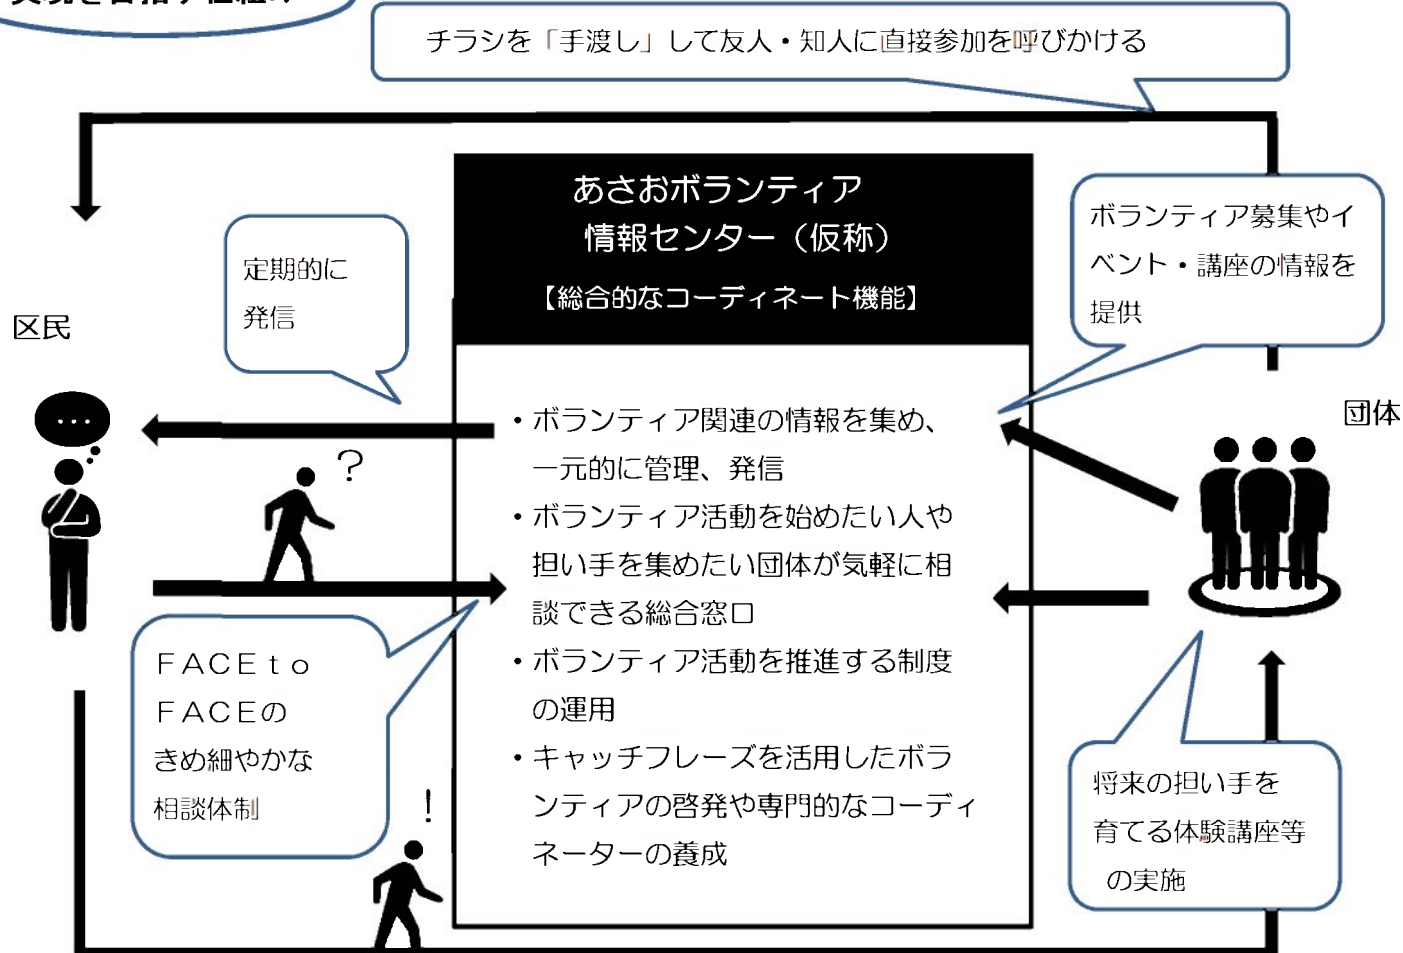 実現を目指す仕組み
チラシを「手渡し」して友人・知人に直接参加を呼びかける
あさおボランティア
情報センター（仮称）
【総合的なコーディネート機能】
ボランティア募集やイ
ベント・講座の情報を
提供
定期的に
発信
区民
団体
・ボランティア関連の情報を集め、
一元的に管理、発信
・ボランティア活動を始めたい人や
担い手を集めたい団体が気軽に相
談できる総合窓口
・ボランティア活動を推進する制度
の運用
・キャッチフレーズを活用したボラ
ンティアの啓発や専門的なコーディ
ネーターの養成
…
？
ＦＡＣＥｔｏ
ＦＡＣＥの
きめ細やかな
相談体制
！
将来の担い手を
育てる体験講座等
の実施